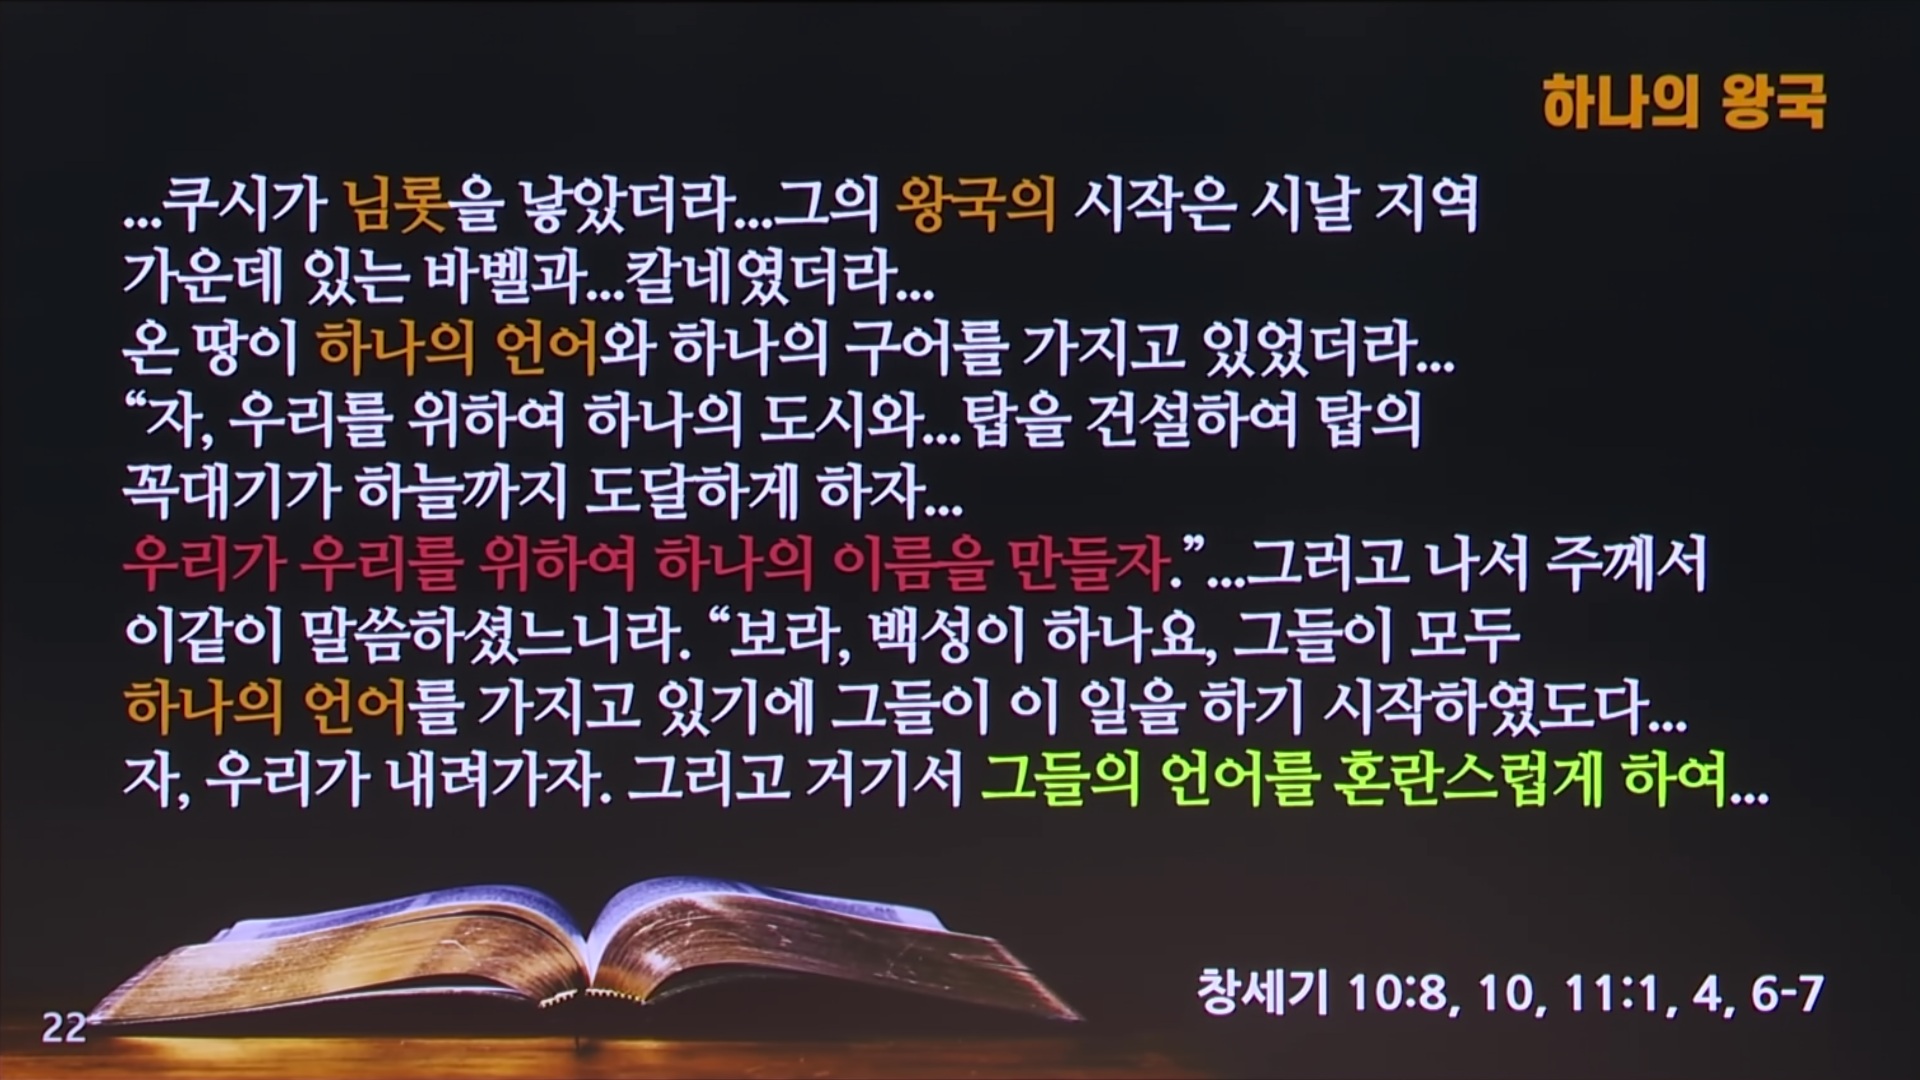 하나의 왕국
...쿠시가 님롯을 낳았더라...그의 왕국의 시작은 시날 지역
가운데 있는 바벨과...칼네였더라...
온 땅이 하나의 언어와 하나의 구어를 가지고 있었더라...
“자, 우리를 위하여 하나의 도시와...탑을 건설하여 탑의
꼭대기가 하늘까지 도달하게 하자...
우리가 우리를 위하여 하나의 이름을 만들자.”...그러고 나서 주께서
이같이 말씀하셨느니라. “보라, 백성이 하나요, 그들이 모두
하나의 언어를 가지고 있기에 그들이 이 일을 하기 시작하였도다...
자, 우리가 내려가자. 그리고 거기서 그들의 언어를 혼란스럽게 하여...
창세기 10:8, 10, 11:1, 4, 6-7
22